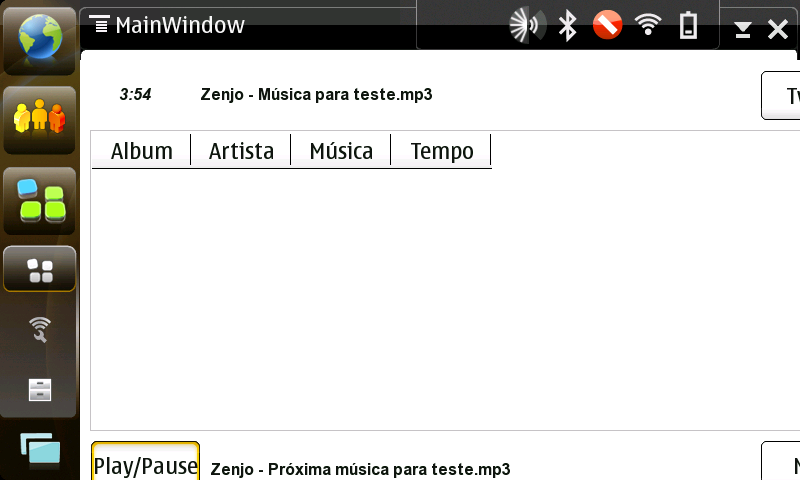 MainWindow
3:54 Zenjo - Música para teste.mp3 Tv
Album Artista Música Tempo
Play/Pause Zenjo - Próxima música para teste.mp3